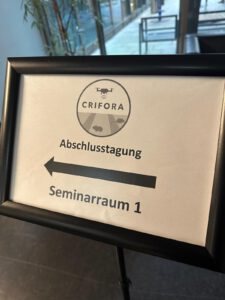 CRIFORA
Abschlusstagung
Seminarraum 1